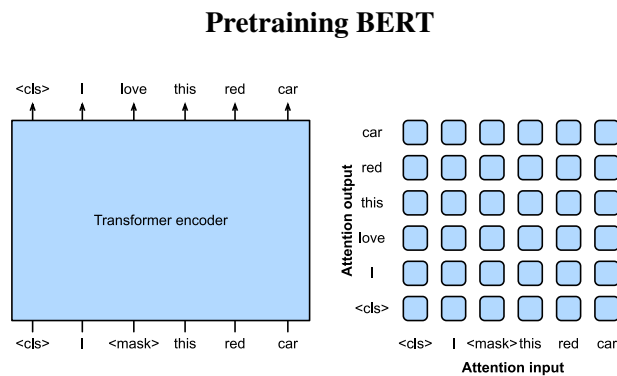 Pretraining BERT
<cls> I love this red car
Transformer encoder
<cls> I <mask> this red car
Attention output
car
red
this
love
I
<cls>
<cls> I <mask> this red car
Attention input